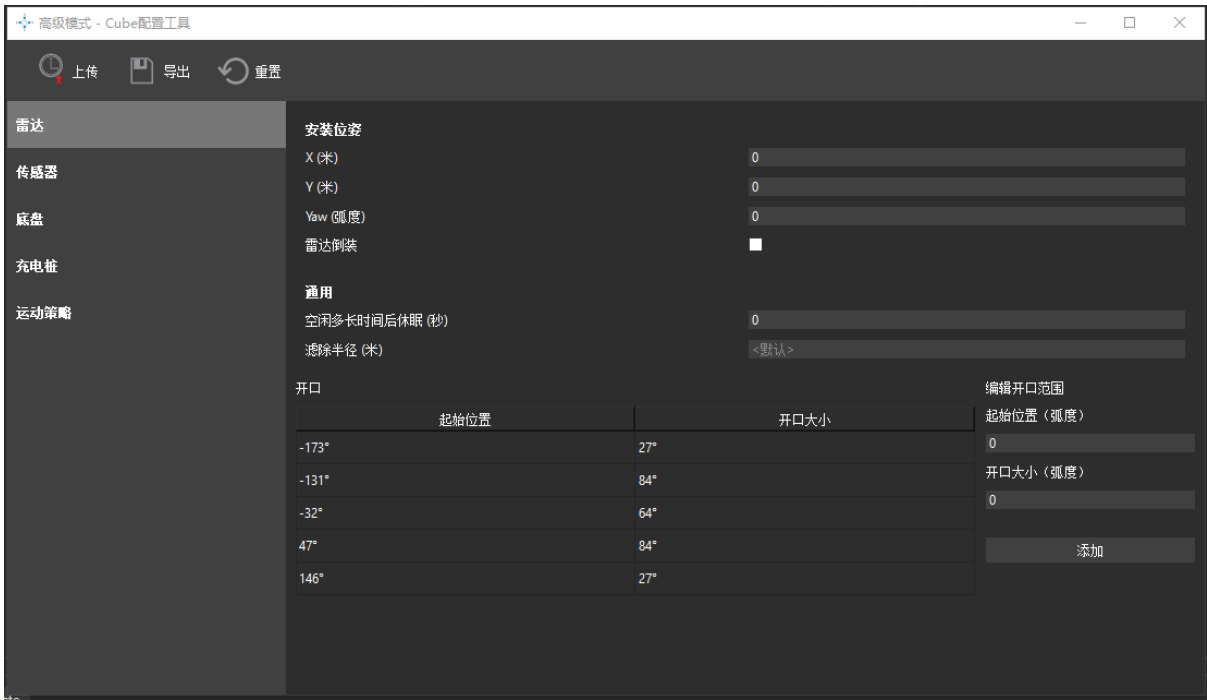 高级模式 - Cube配置工具
上传 导出 重置
雷达
传感器
底盘
充电桩
运动策略
安装位姿
X (米) 0
Y (米) 0
Yaw (弧度) 0
雷达倒装
通用
空闲多长时间后休眠 (秒) 0
滤除半径 (米) <默认>
开口
起始位置 开口大小
-173° 27°
-131° 84°
-32° 64°
47° 84°
146° 27°
编辑开口范围
起始位置（弧度）
0
开口大小（弧度）
0
添加